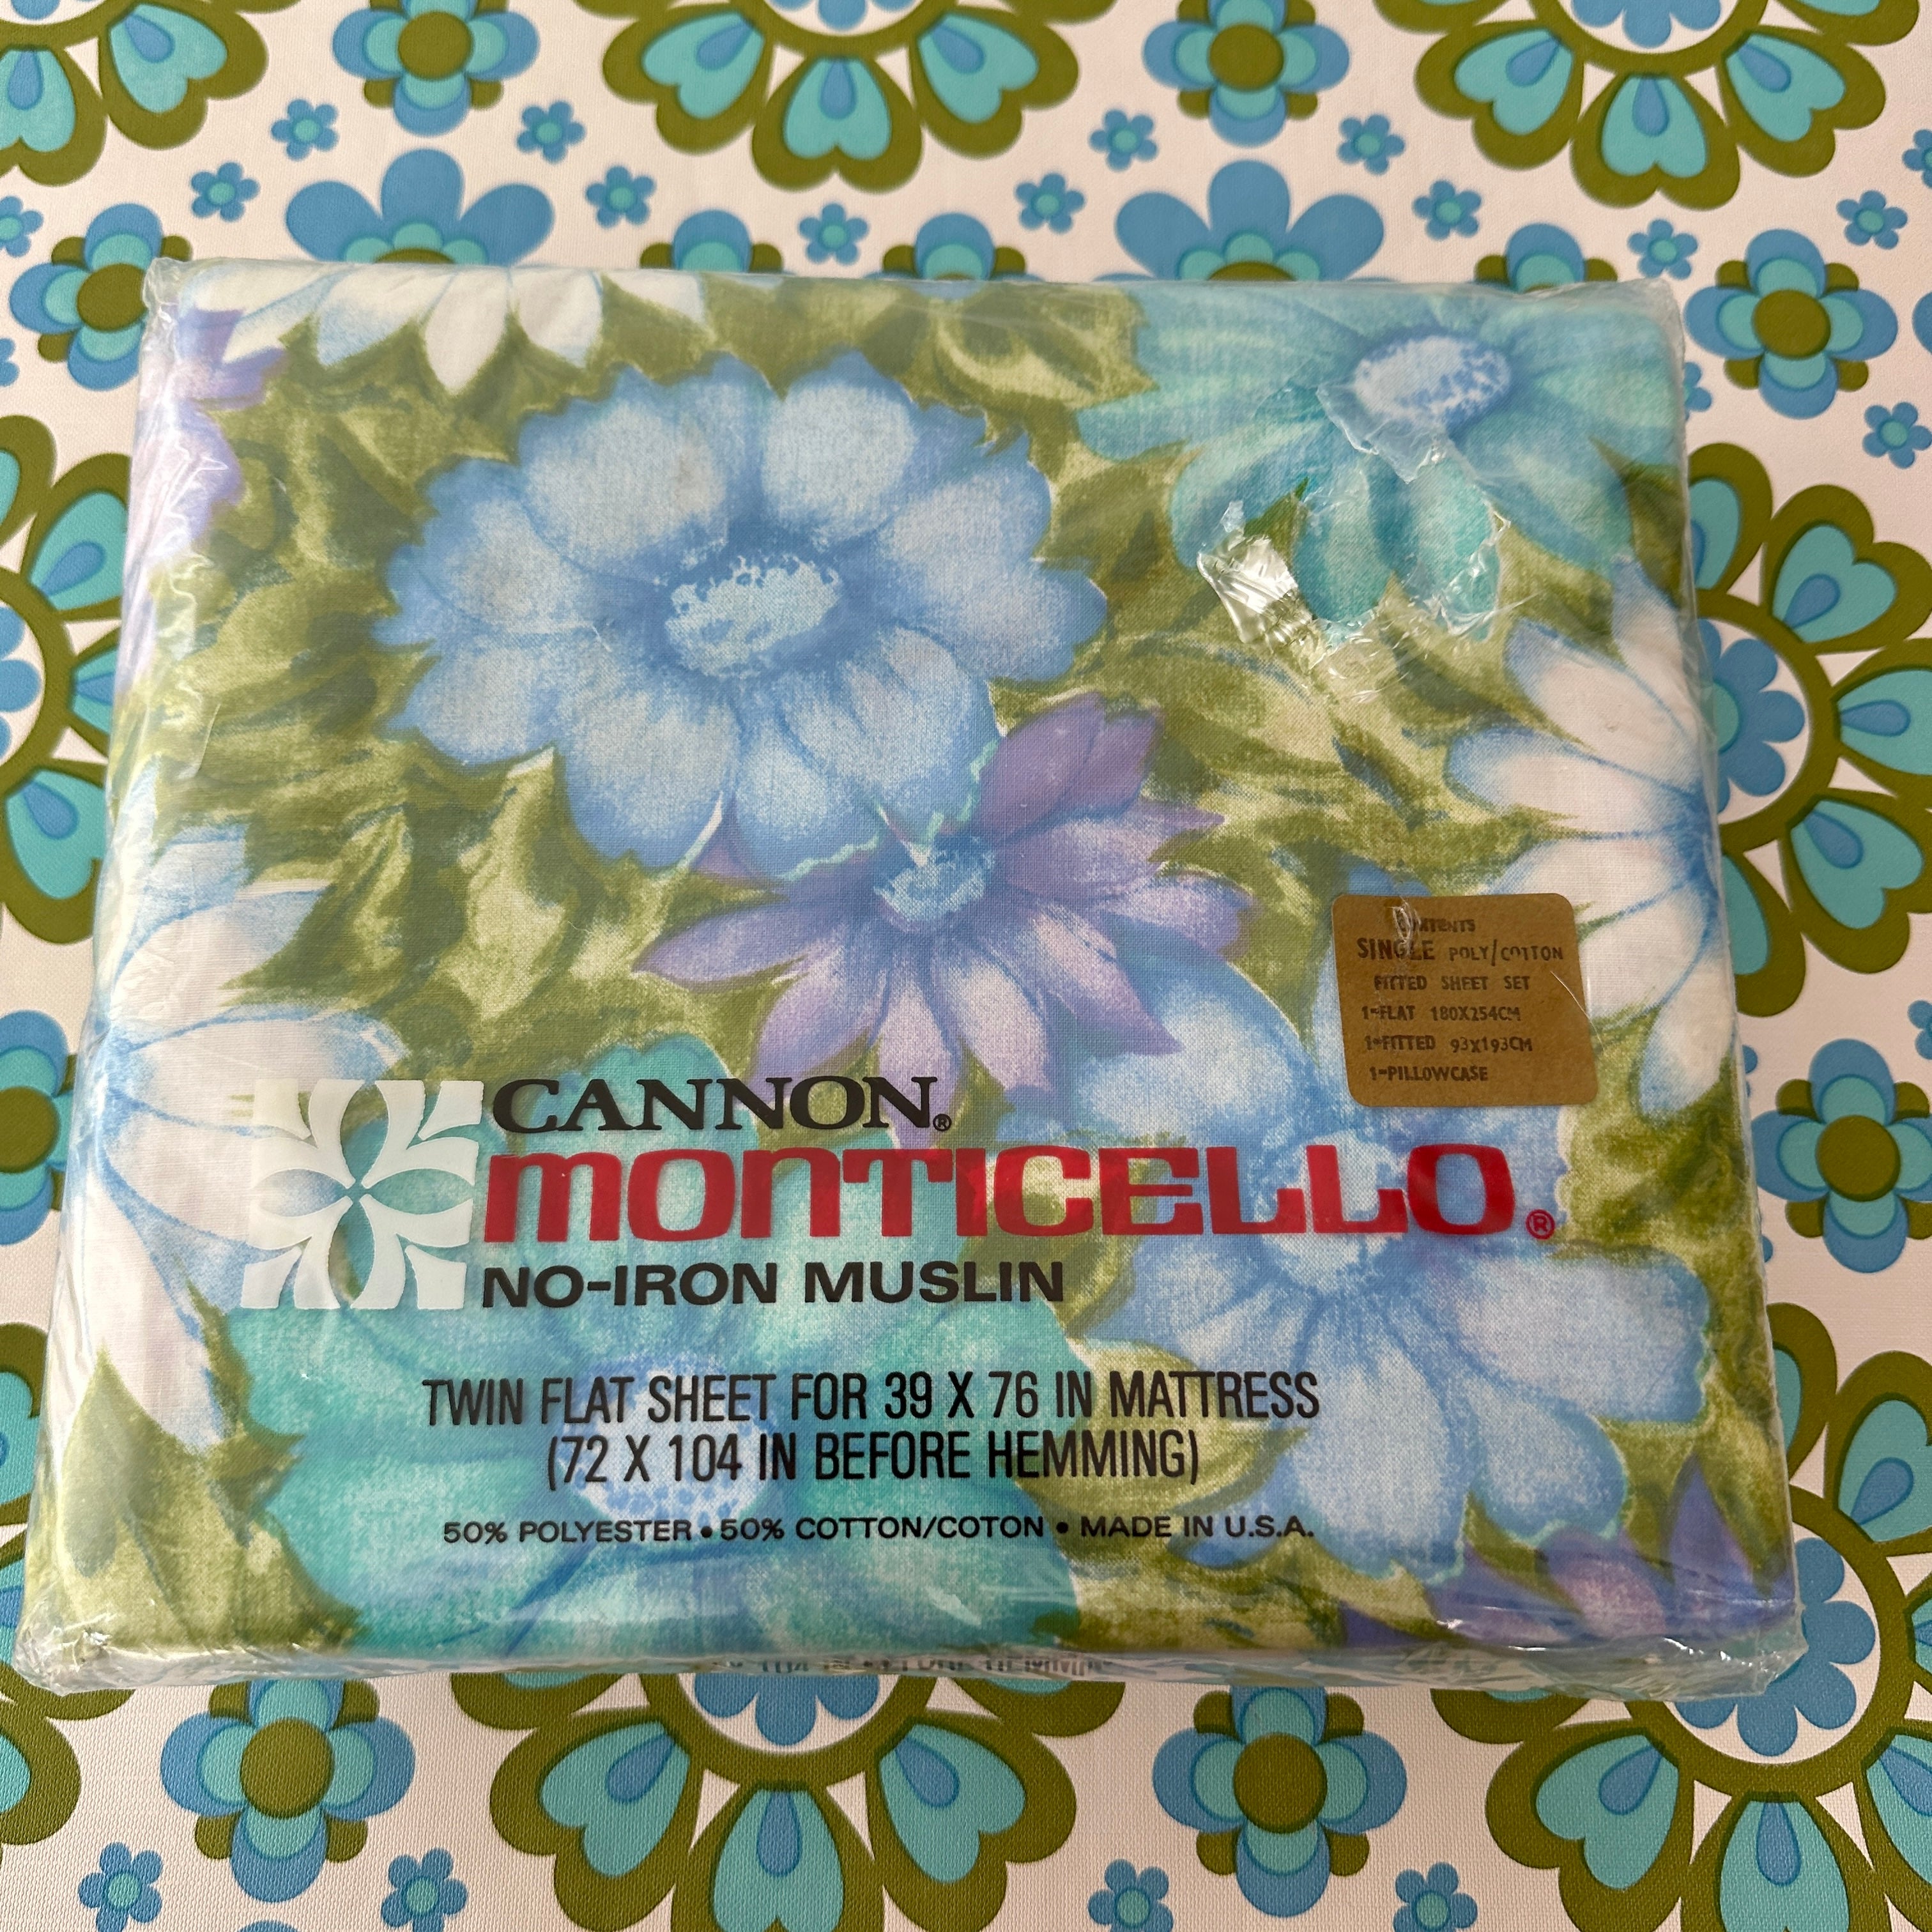 CONTENTS
SINGLE POLY/COTTON
FITTED SHEET SET
1-FLAT 180X254CM
1-FITTED 93X193CM
1-PILLOWCASE
CANNON®
MONTICELLO®
NO-IRON MUSLIN
TWIN FLAT SHEET FOR 39 X 76 IN MATTRESS
(72 X 104 IN BEFORE HEMMING)
50% POLYESTER • 50% COTTON/COTON • MADE IN U.S.A.